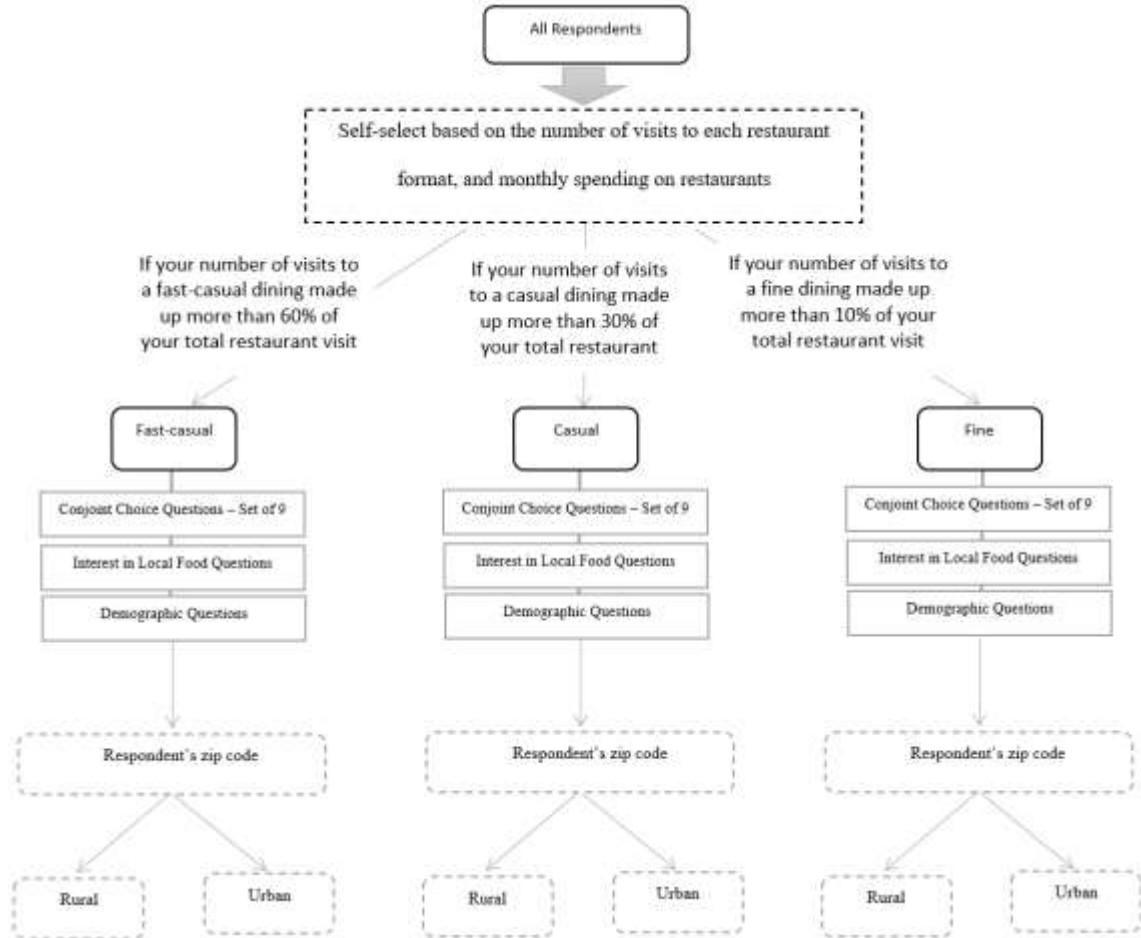 All Respondents
Self-select based on the number of visits to each restaurant
format, and monthly spending on restaurants
If your number of visits to
a fast-casual dining made
up more than 60% of
your total restaurant visit
If your number of visits
to a casual dining made
up more than 30% of
your total restaurant
If your number of visits to
a fine dining made up
more than 10% of your
total restaurant visit
Fast-casual
Casual
Fine
Conjoint Choice Questions – Set of 9
Conjoint Choice Questions – Set of 9
Conjoint Choice Questions – Set of 9
Interest in Local Food Questions
Interest in Local Food Questions
Interest in Local Food Questions
Demographic Questions
Demographic Questions
Demographic Questions
Respondent's zip code
Respondent's zip code
Respondent's zip code
Rural
Urban
Rural
Urban
Rural
Urban